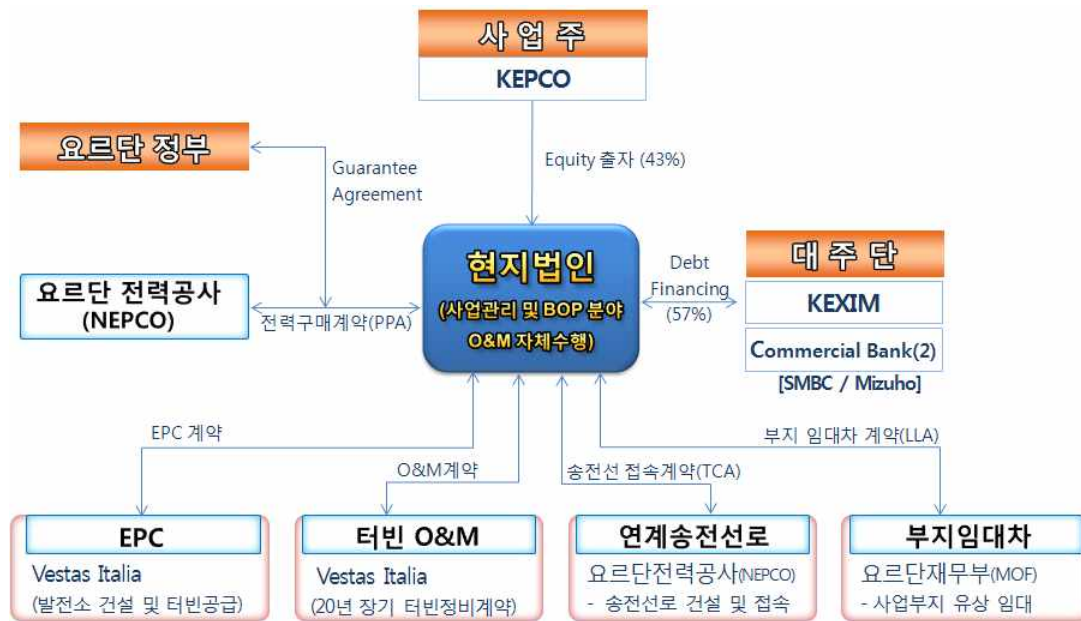 사 업 주
KEPCO
요르단 정부
Guarantee
Agreement
Equity 출자 (43%)
요르단 전력공사
(NEPCO)
전력구매계약(PPA)
현지법인
(사업관리 및 BOP 분야
O&M 자체수행)
Debt
Financing
(57%)
대 주 단
KEXIM
Commercial Bank(2)
[SMBC / Mizuho]
EPC 계약
O&M계약
송전선 접속계약(TCA)
부지 임대차 계약(LLA)
EPC
Vestas Italia
(발전소 건설 및 터빈공급)
터빈 O&M
Vestas Italia
(20년 장기 터빈정비계약)
연계송전선로
요르단전력공사(NEPCO)
- 송전선로 건설 및 접속
부지임대차
요르단재무부(MOF)
- 사업부지 유상 임대